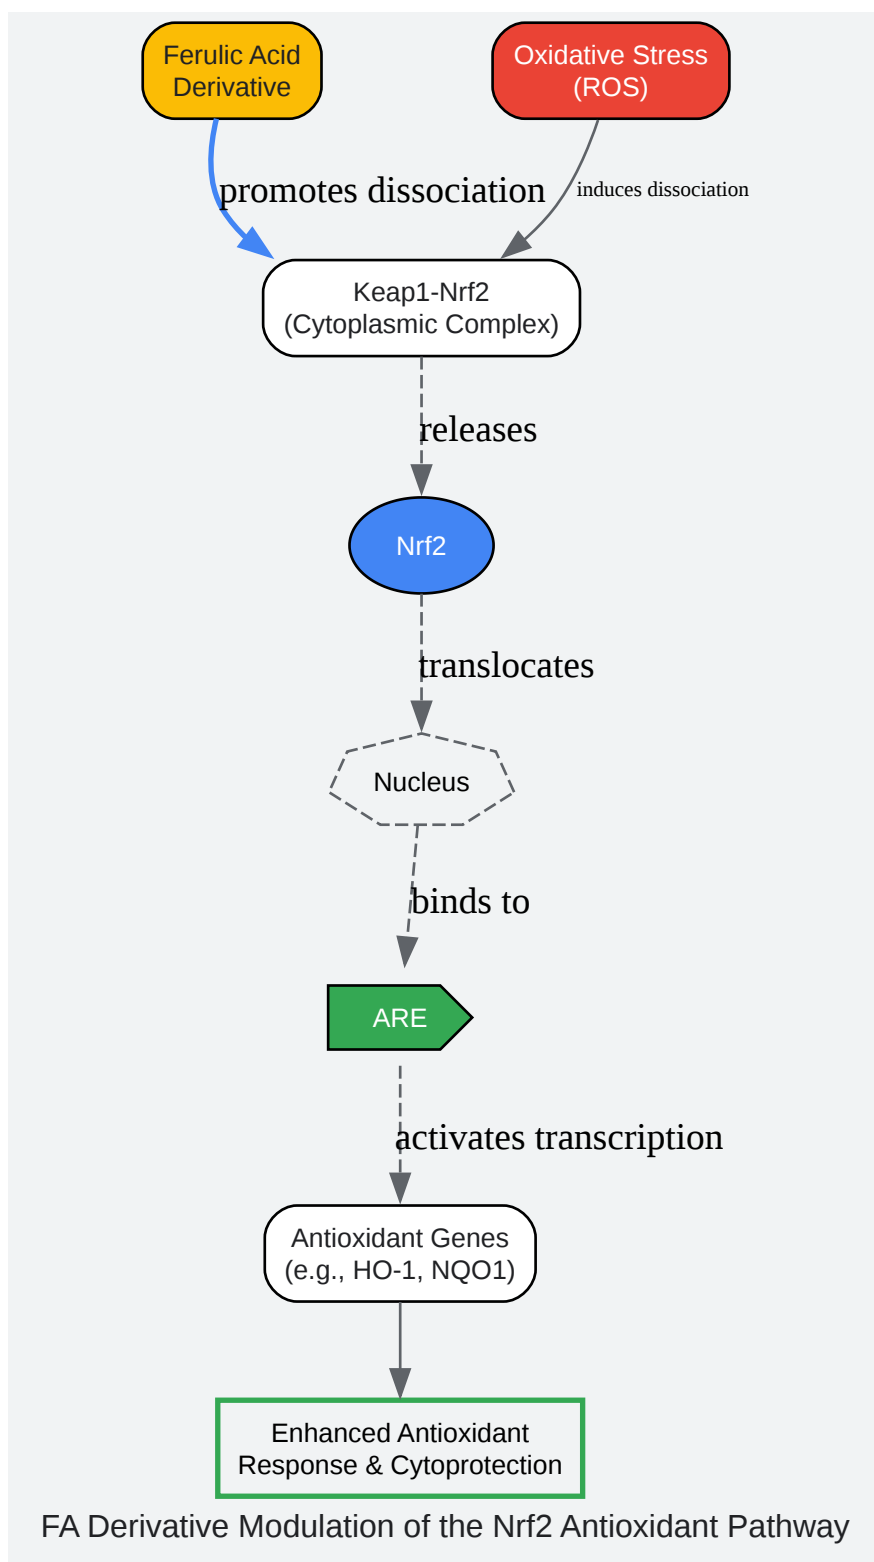 Ferulic Acid
Derivative
Oxidative Stress
(ROS)
promotes dissociation
induces dissociation
Keap1-Nrf2
(Cytoplasmic Complex)
releases
Nrf2
translocates
Nucleus
binds to
ARE
activates transcription
Antioxidant Genes
(e.g., HO-1, NQO1)
Enhanced Antioxidant
Response & Cytoprotection
FA Derivative Modulation of the Nrf2 Antioxidant Pathway